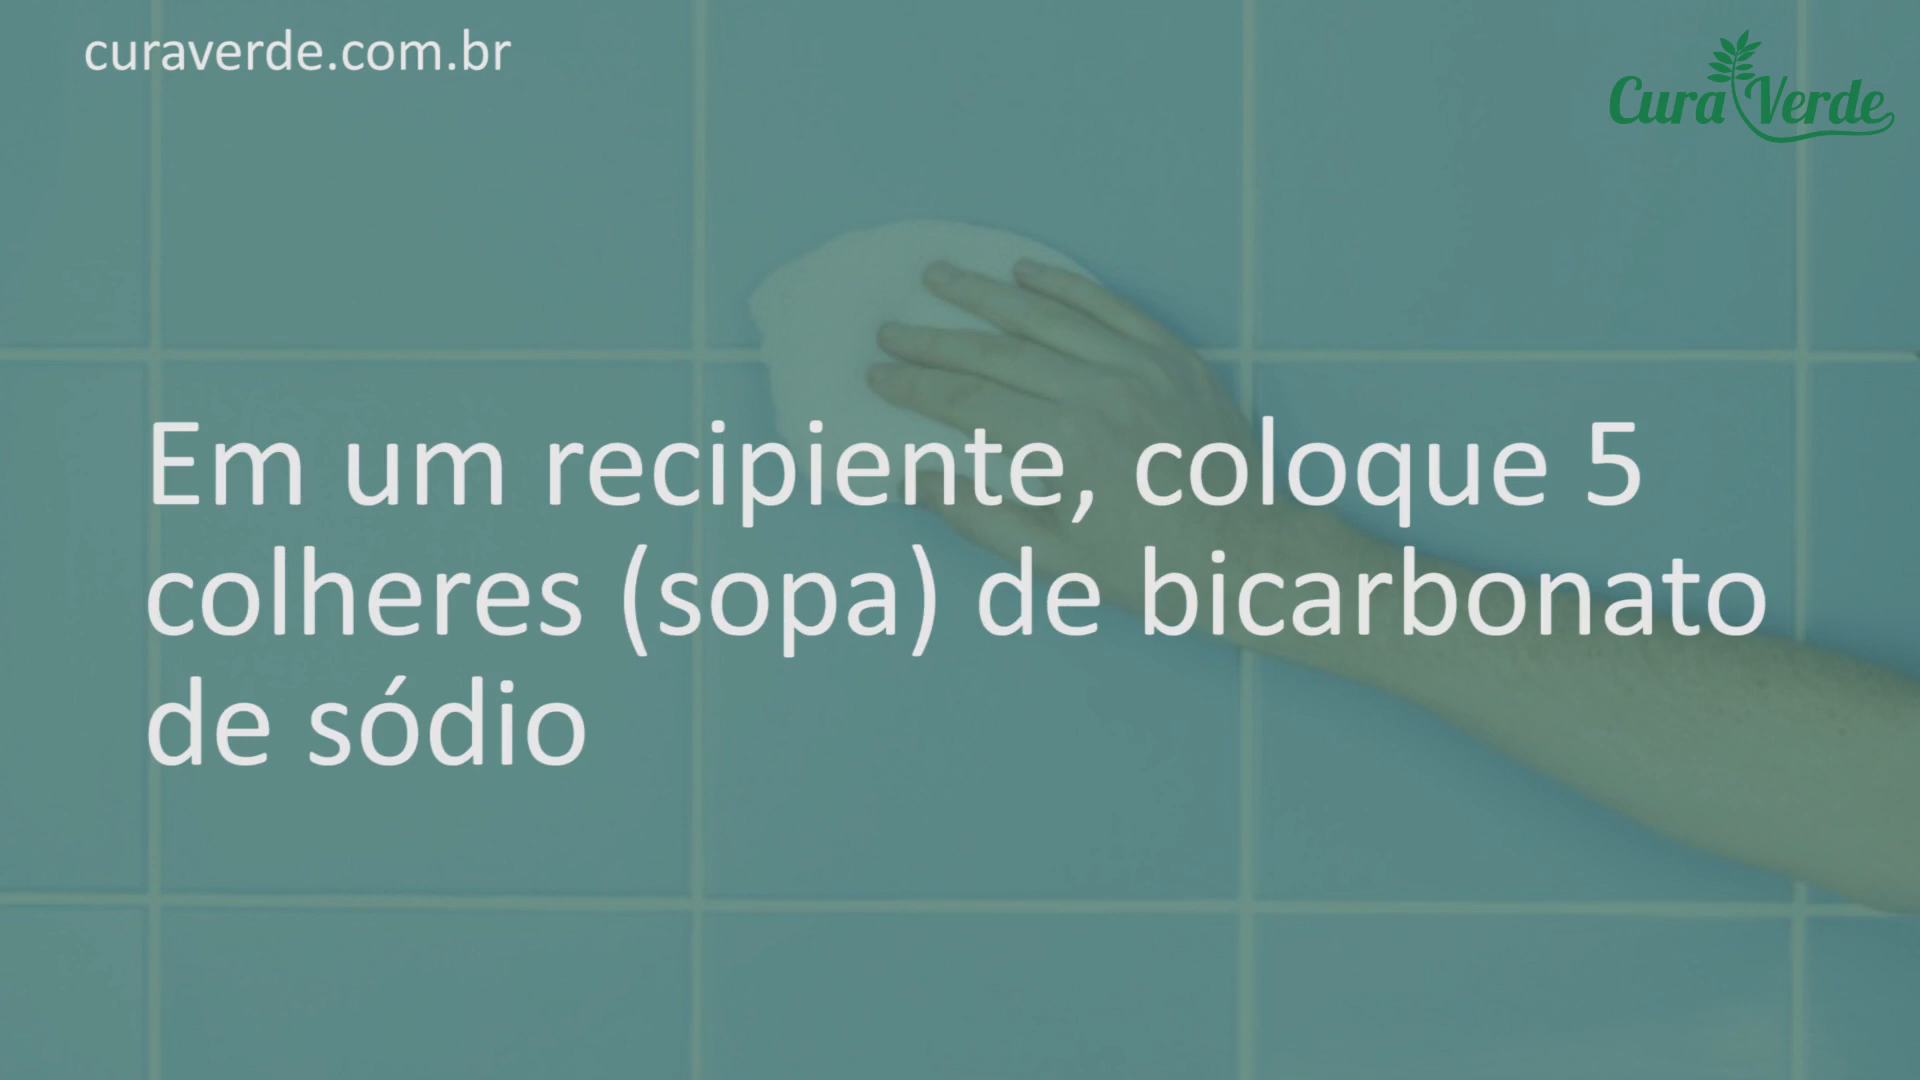 curaverde.com.br
Cura Verde
Em um recipiente, coloque 5
colheres (sopa) de bicarbonato
de sódio